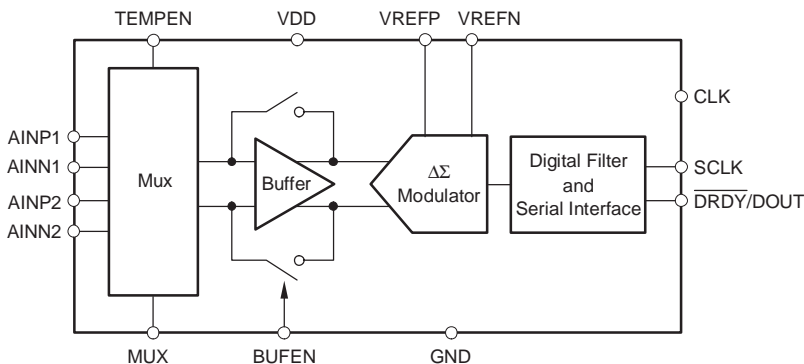 TEMPEN VDD VREFP VREFN
CLK
AINP1
AINN1
AINP2
AINN2
Mux
Buffer
ΔΣ
Modulator
Digital Filter
and
Serial Interface
SCLK
DRDY/DOUT
MUX BUFEN GND